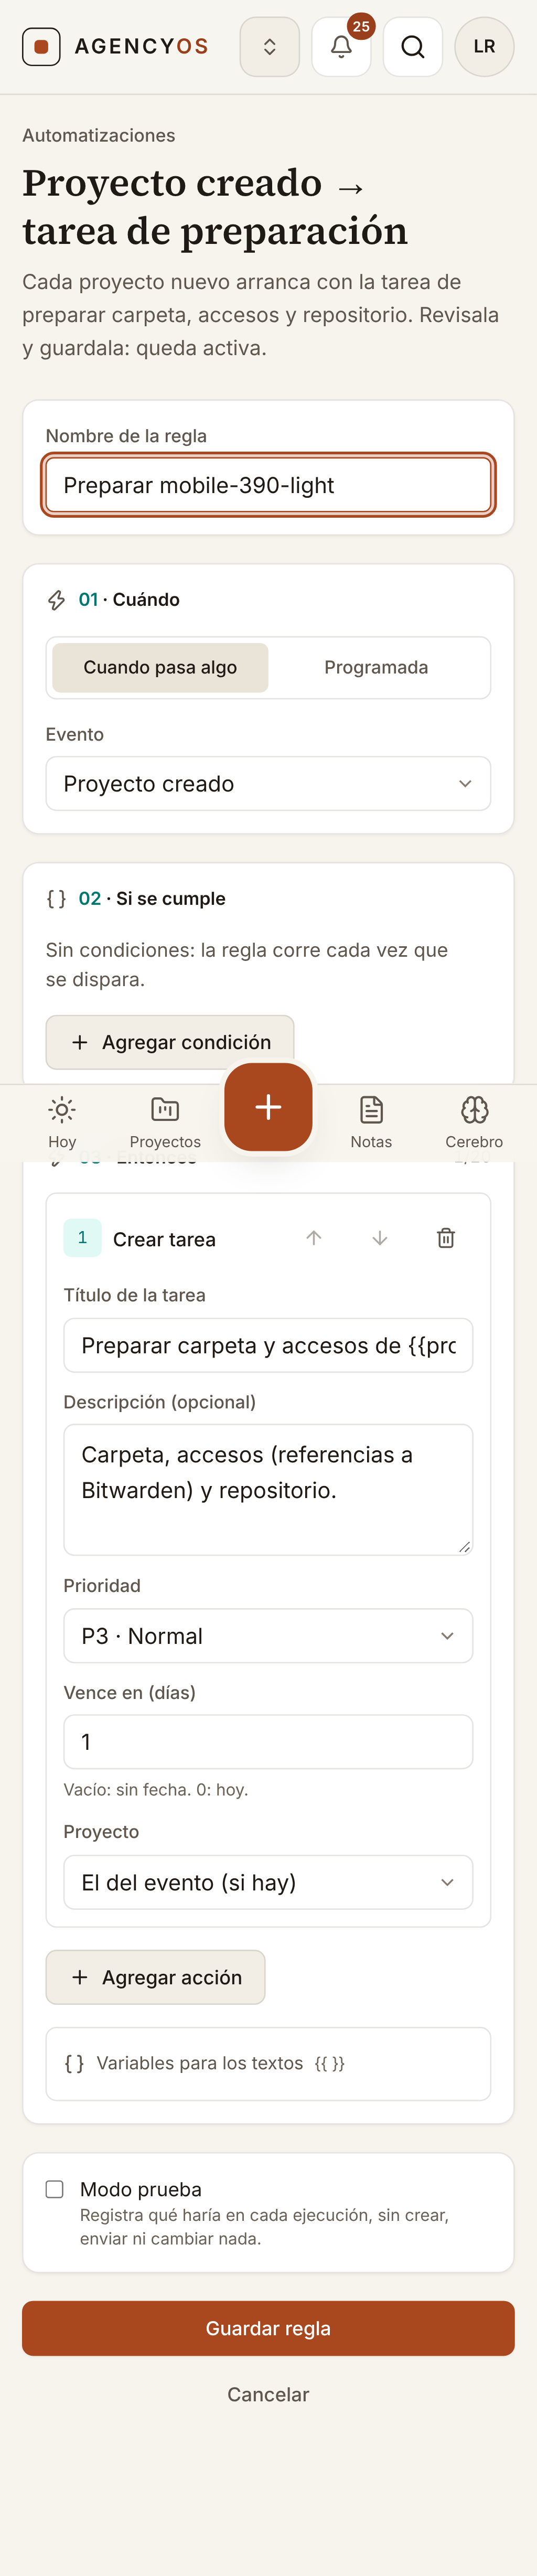 AGENCYOS
25
LR
Automatizaciones
Proyecto creado →
tarea de preparación
Cada proyecto nuevo arranca con la tarea de
preparar carpeta, accesos y repositorio. Revisala
y guardala: queda activa.
Nombre de la regla
Preparar mobile-390-light
01 · Cuándo
Cuando pasa algo
Programada
Evento
Proyecto creado
{} 02 · Si se cumple
Sin condiciones: la regla corre cada vez que
se dispara.
+ Agregar condición
Hoy
Proyectos
+
Notas
Cerebro
03 · Entonces
1 Crear tarea
Título de la tarea
Preparar carpeta y accesos de {{pro
Descripción (opcional)
Carpeta, accesos (referencias a
Bitwarden) y repositorio.
Prioridad
P3 · Normal
Vence en (días)
1
Vacío: sin fecha. 0: hoy.
Proyecto
El del evento (si hay)
+ Agregar acción
{} Variables para los textos {{ }}
Modo prueba
Registra qué haría en cada ejecución, sin crear,
enviar ni cambiar nada.
Guardar regla
Cancelar